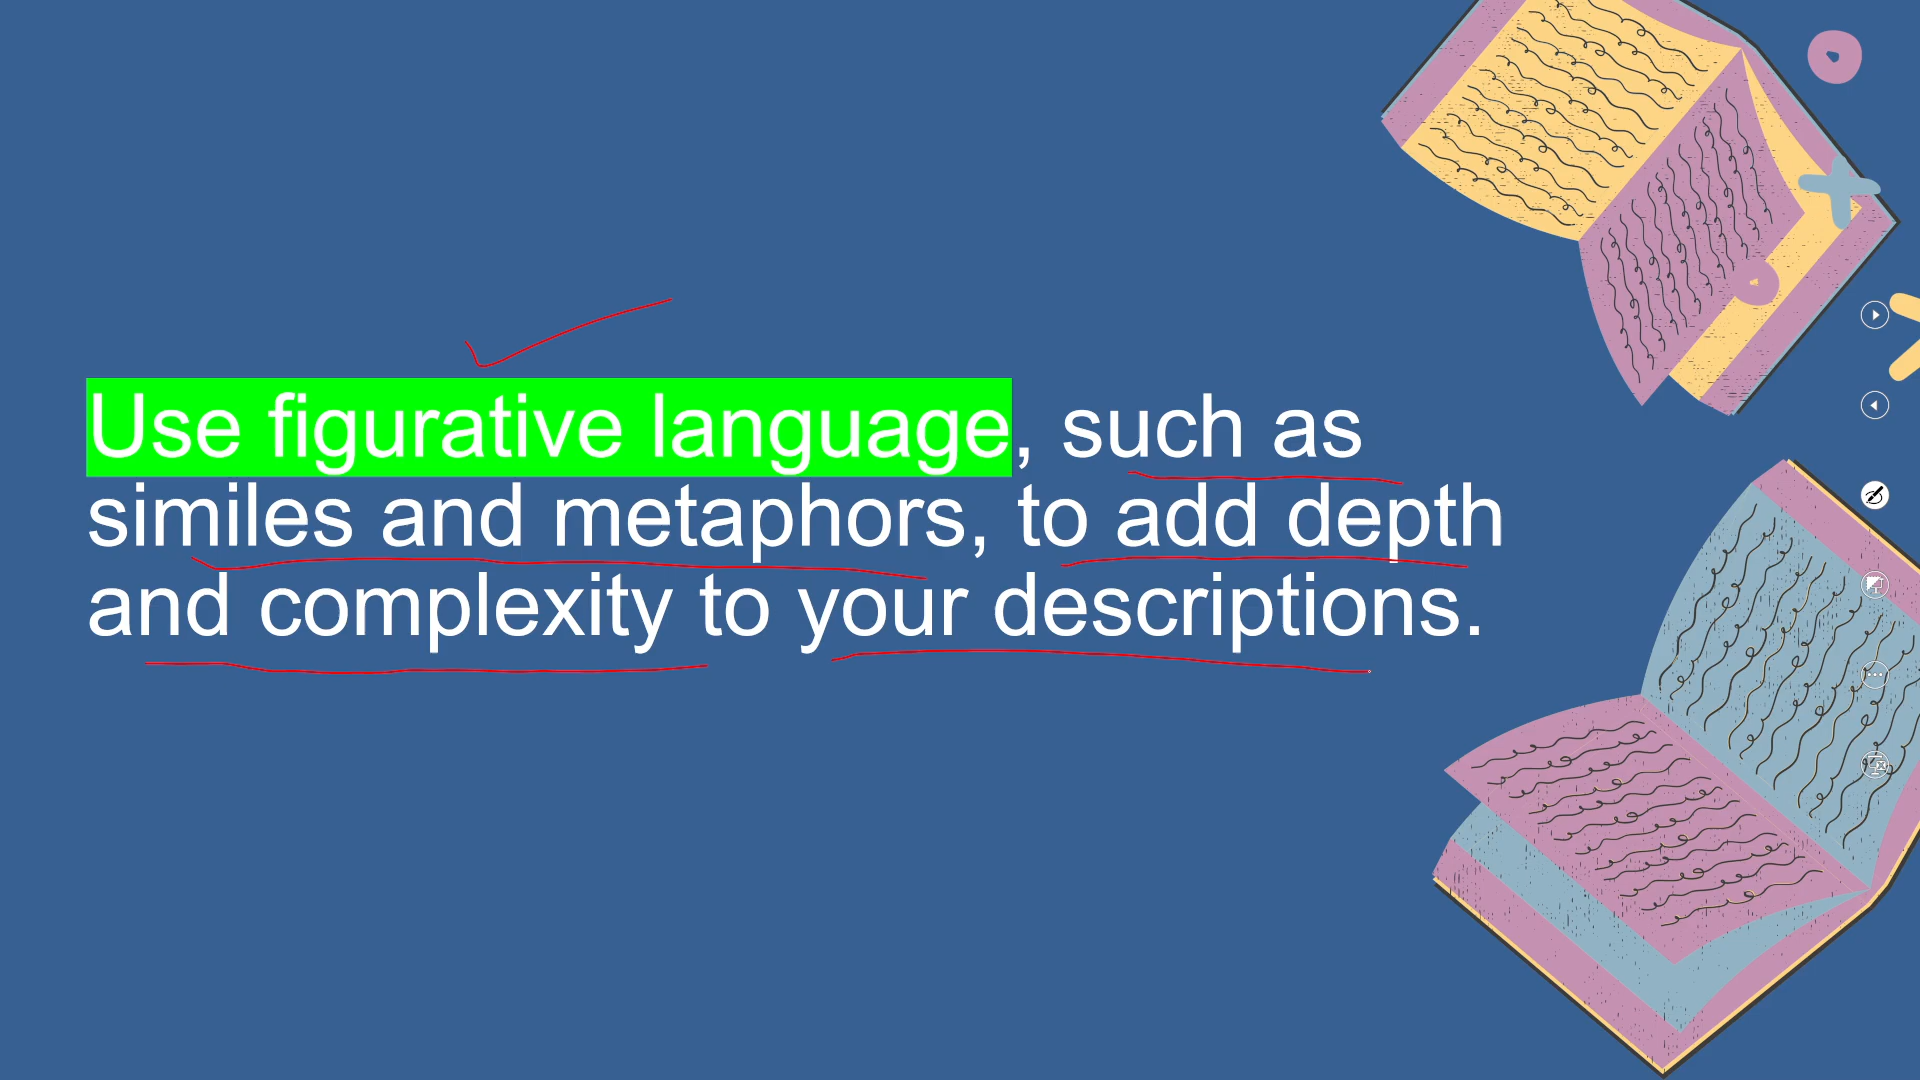 Use figurative language, such as
similes and metaphors, to add depth
and complexity to your descriptions.